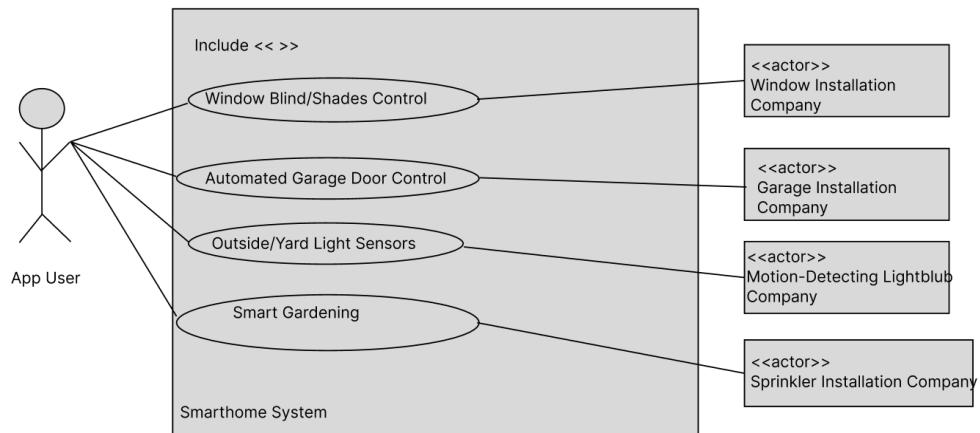 Include << >>
Window Blind/Shades Control
Automated Garage Door Control
Outside/Yard Light Sensors
Smart Gardening
Smarthome System
App User
<<actor>>
Window Installation
Company
<<actor>>
Garage Installation
Company
<<actor>>
Motion-Detecting Lightblub
Company
<<actor>>
Sprinkler Installation Company